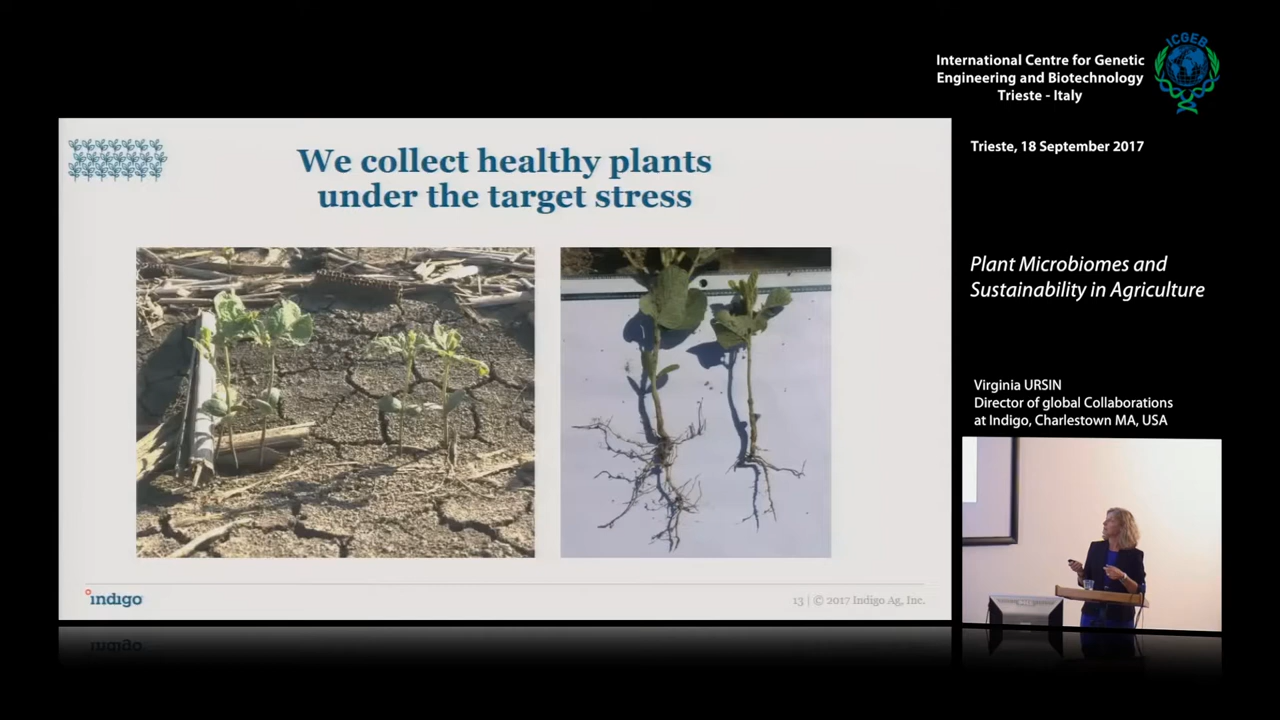 ICGEB
International Centre for Genetic
Engineering and Biotechnology
Trieste - Italy
Trieste, 18 September 2017
We collect healthy plants
under the target stress
Plant Microbiomes and
Sustainability in Agriculture
Virginia URSIN
Director of global Collaborations
at Indigo, Charlestown MA, USA
indigo
13 | © 2017 Indigo Ag, Inc.